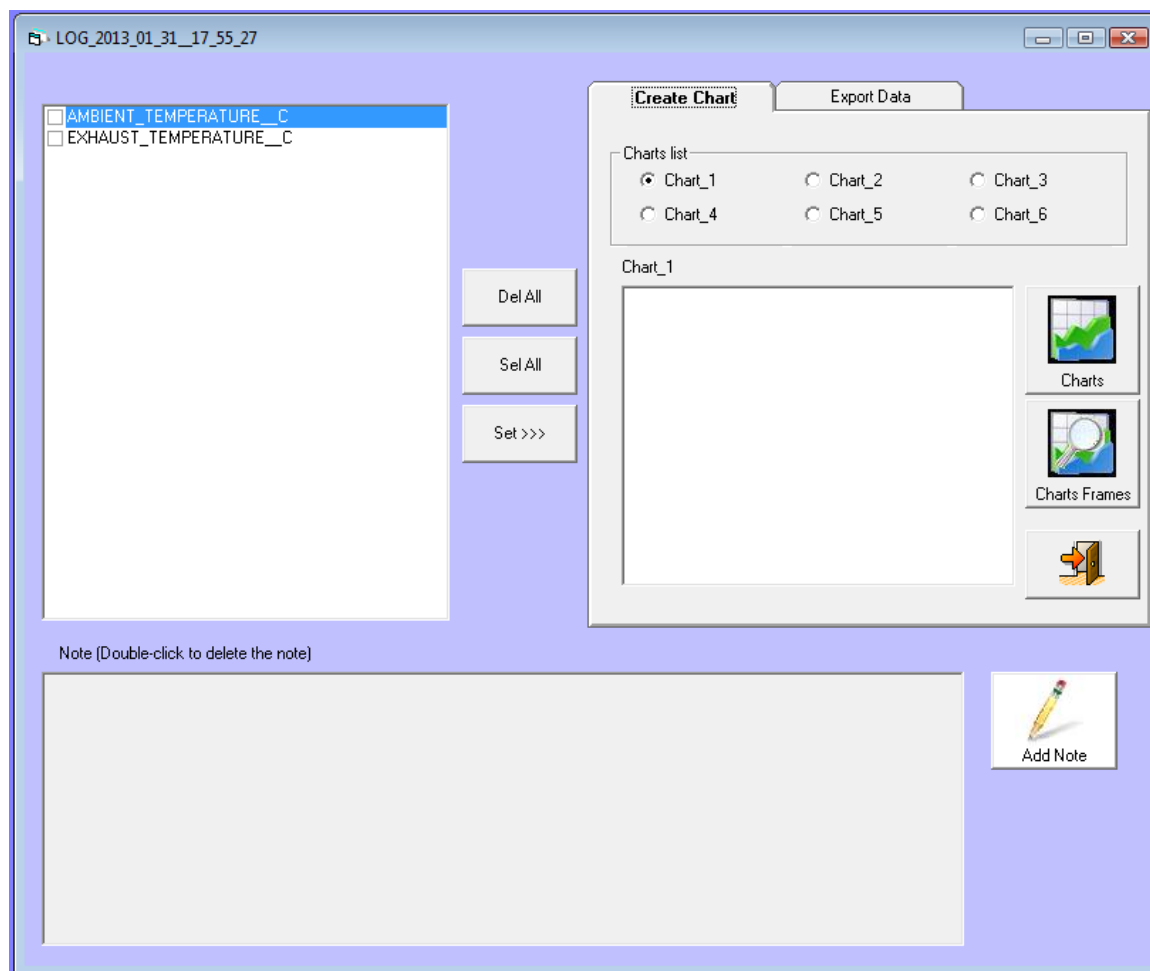 LOG_2013_01_31__17_55_27
AMBIENT_TEMPERATURE__C
EXHAUST_TEMPERATURE__C
Del All
Sel All
Set >>>
Create Chart Export Data
Charts list
Chart_1 Chart_2 Chart_3
Chart_4 Chart_5 Chart_6
Chart_1
Charts
Charts Frames
Note (Double-click to delete the note)
Add Note